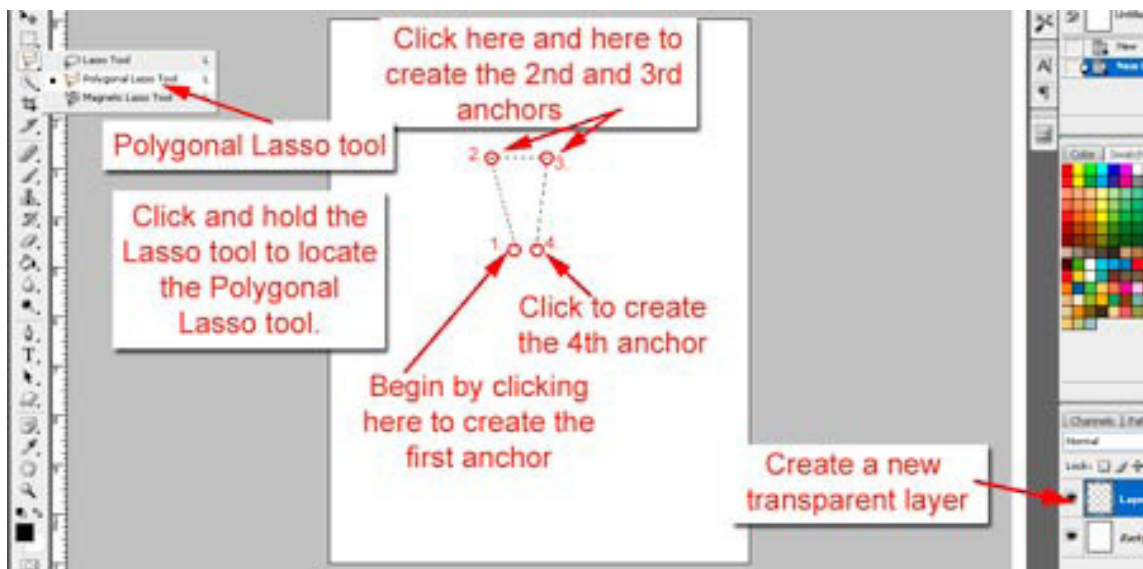 Click here and here to
create the 2nd and 3rd
anchors
Lasso Tool L
Polygonal Lasso Tool L
Magnetic Lasso Tool
Polygonal Lasso tool
2.
3.
Click and hold the
Lasso tool to locate
the Polygonal
Lasso tool.
1.
4.
Click to create
the 4th anchor
Begin by clicking
here to create the
first anchor
Color
Channels
Normal
Lock:
Create a new
transparent layer